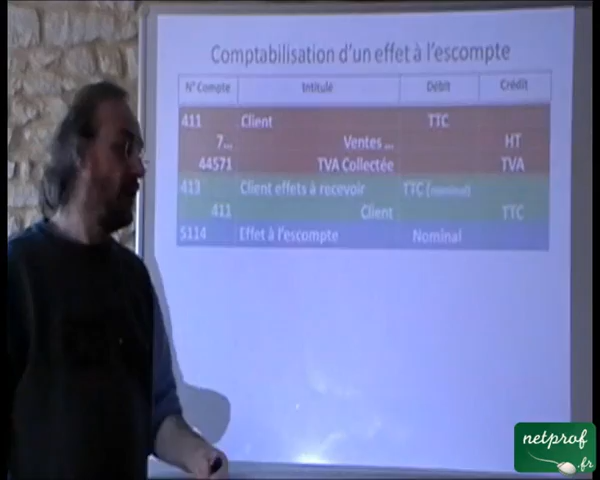 Comptabilisation d'un effet à l'escompte
N° Compte Intitulé Débit Crédit
411 Client TTC
7... Ventes ... HT
44571 TVA Collectée TVA
413 Client effets à recevoir TTC (nominal)
411 Client TTC
5114 Effet à l'escompte Nominal
netprof
.fr